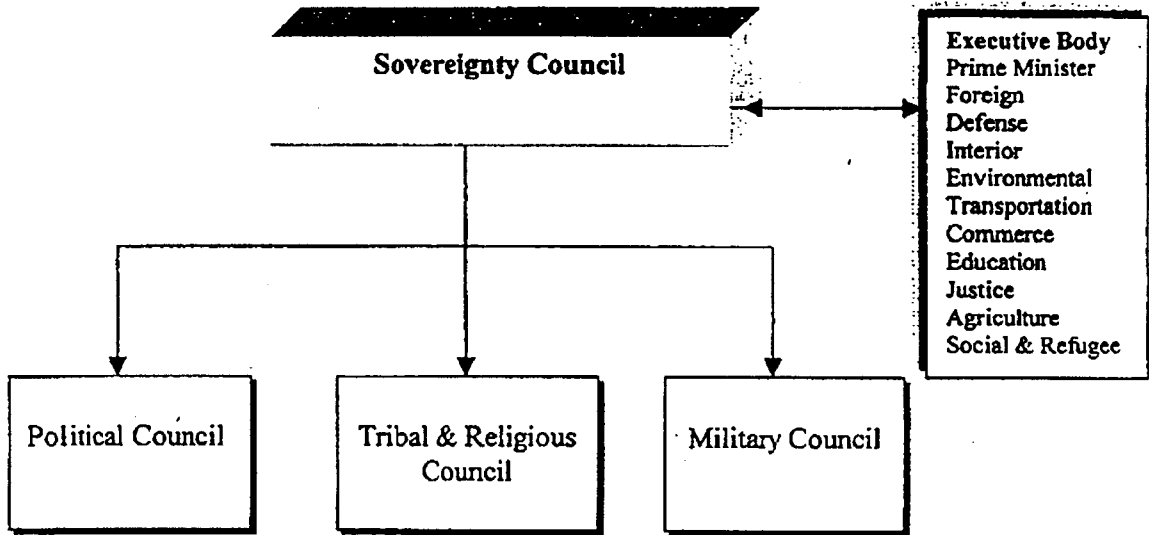 Sovereignty Council
Executive Body
Prime Minister
Foreign
Defense
Interior
Environmental
Transportation
Commerce
Education
Justice
Agriculture
Social & Refugee
Political Council
Tribal & Religious
Council
Military Council